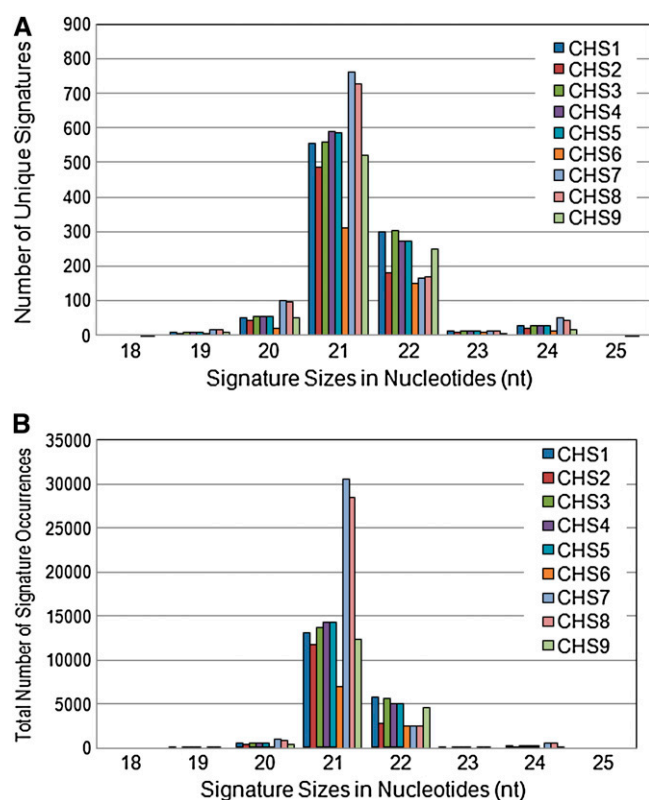 A
Number of Unique Signatures
900
800
700
600
500
400
300
200
100
0
CHS1
CHS2
CHS3
CHS4
CHS5
CHS6
CHS7
CHS8
CHS9
18 19 20 21 22 23 24 25
Signature Sizes in Nucleotides (nt)
B
Total Number of Signature Occurrences
35000
30000
25000
20000
15000
10000
5000
0
CHS1
CHS2
CHS3
CHS4
CHS5
CHS6
CHS7
CHS8
CHS9
18 19 20 21 22 23 24 25
Signature Sizes in Nucleotides (nt)